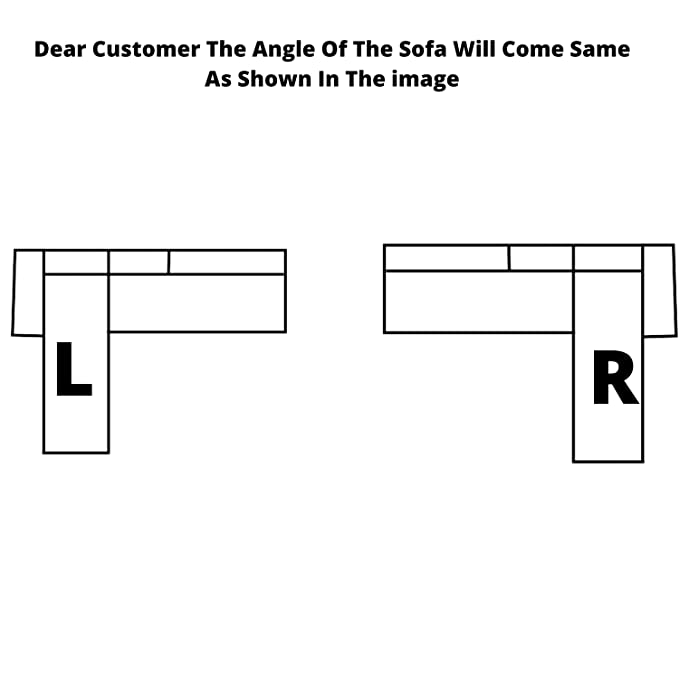 Dear Customer The Angle Of The Sofa Will Come Same
As Shown In The image
L
R